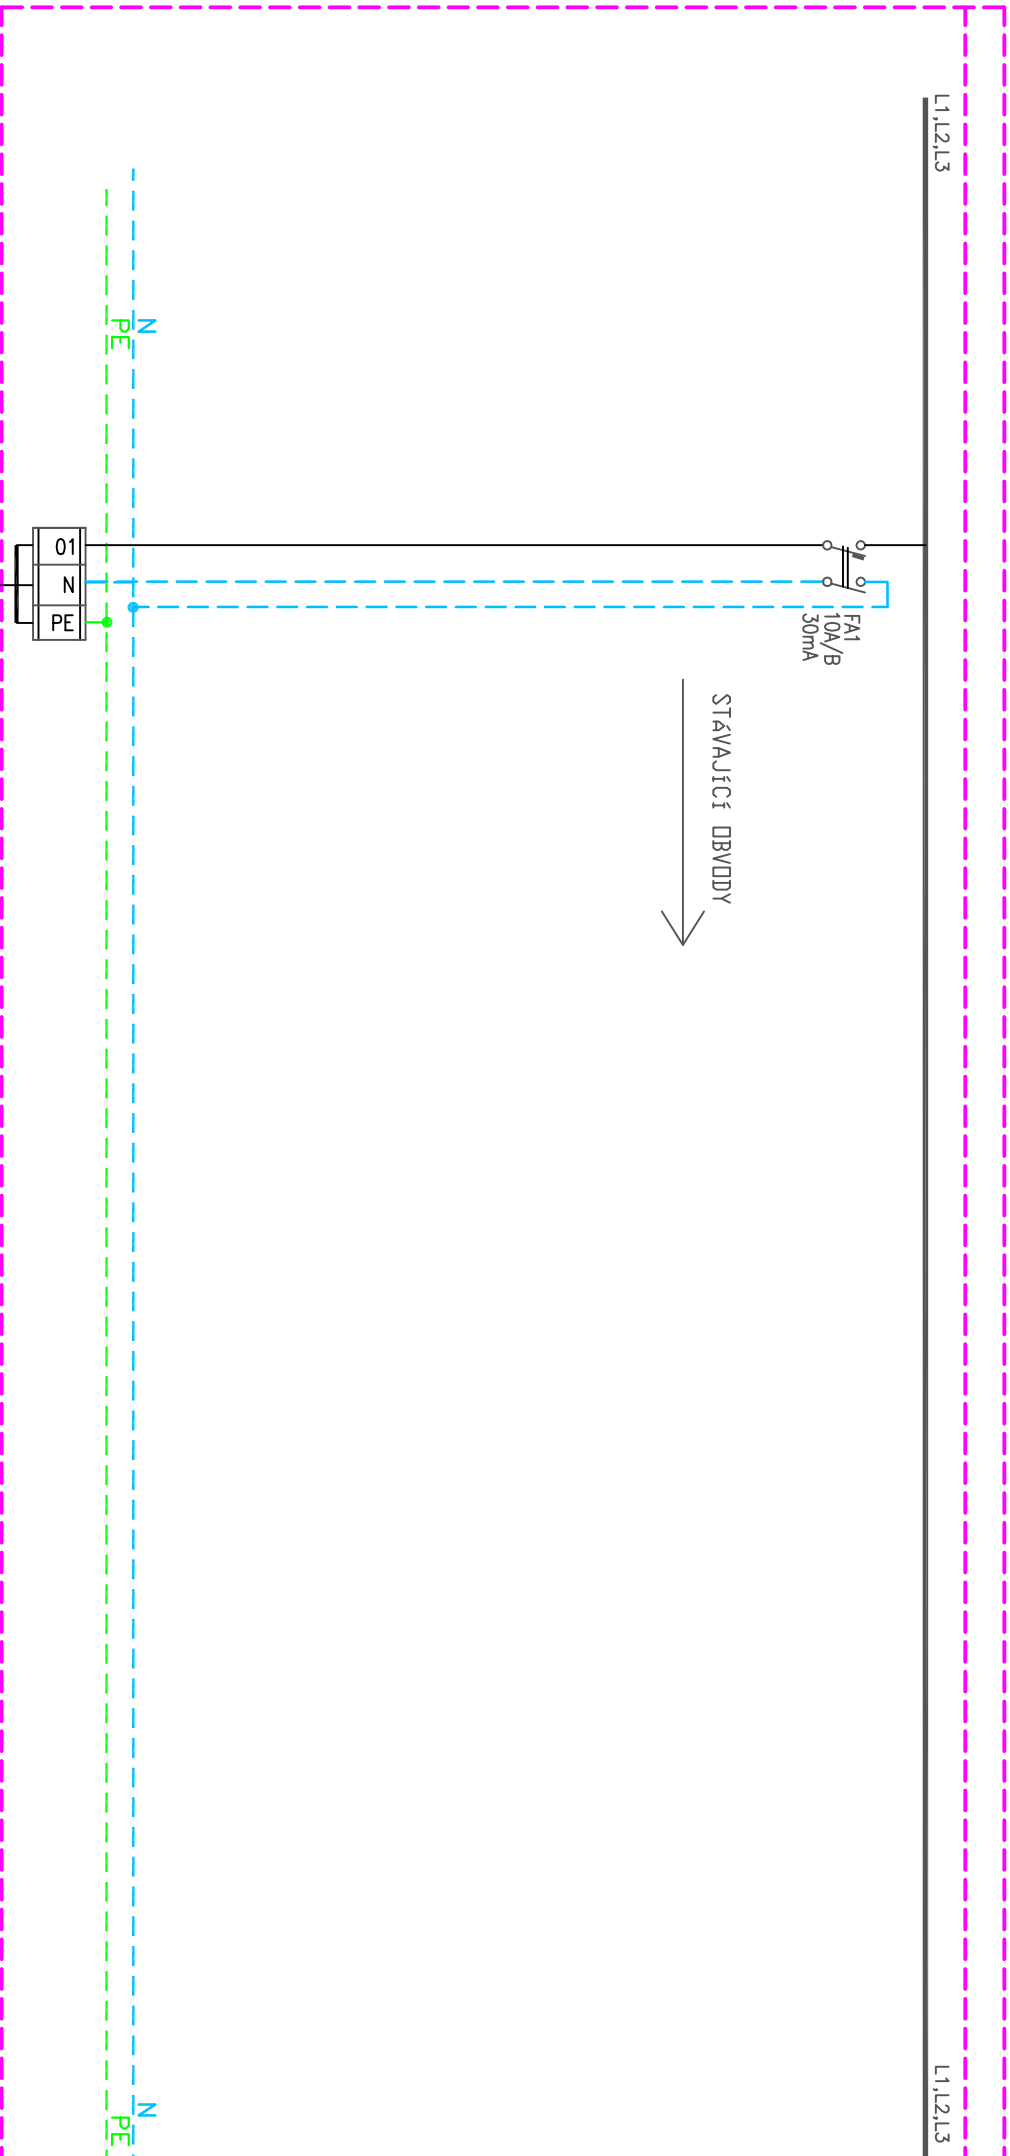 L1,L2,L3
L1,L2,L3
FA1
10A/B
30mA
STÁVAJÍCÍ OBVODY
N
PE
N
PE
01
N
PE